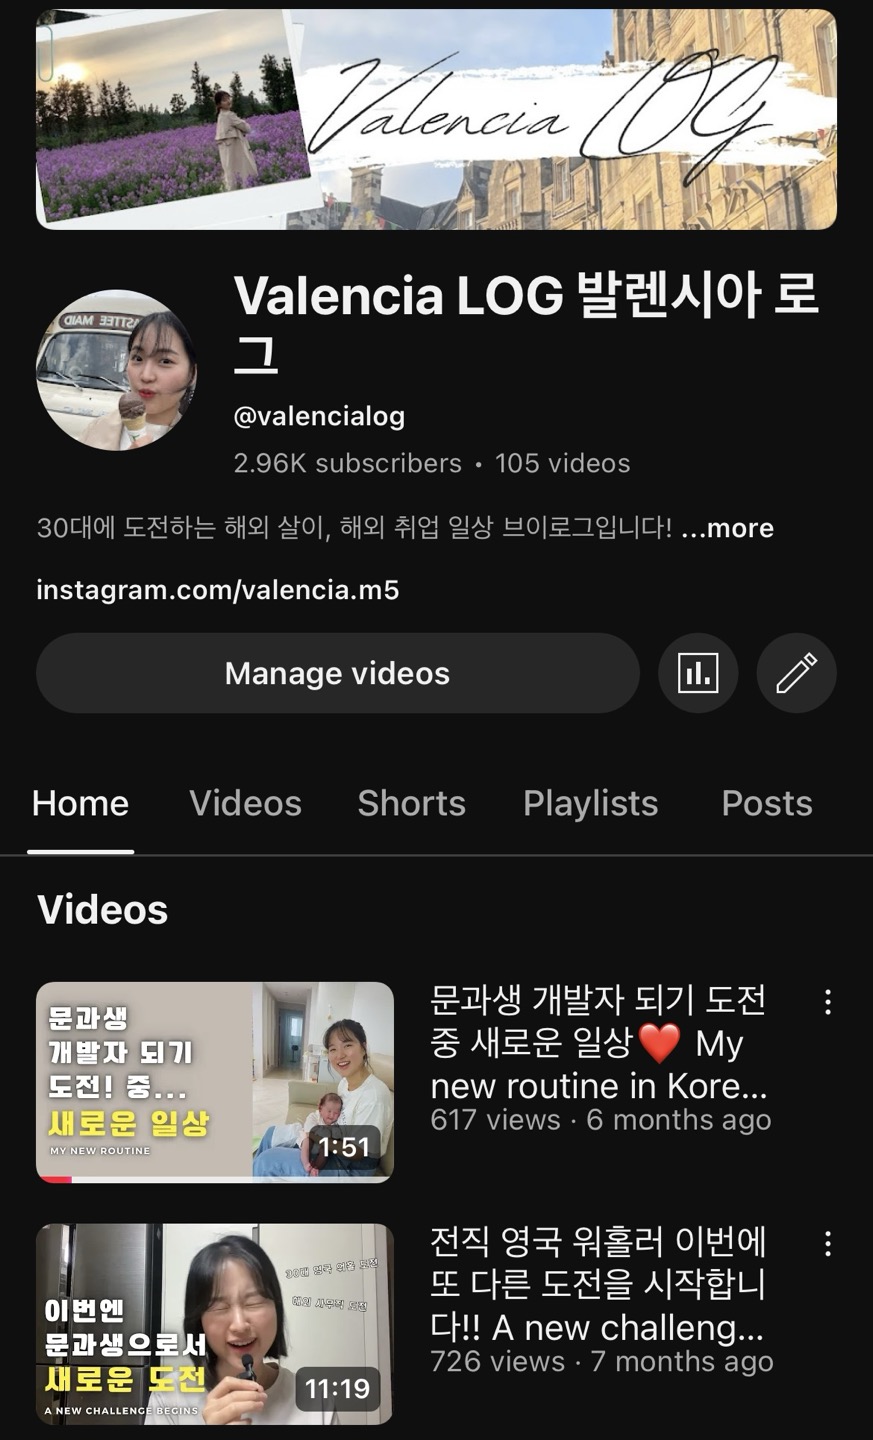 Valencia LOG
EASTTEE MAID
Valencia LOG 발렌시아 로
그
@valencialog
2.96K subscribers • 105 videos
30대에 도전하는 해외 살이, 해외 취업 일상 브이로그입니다! ...more
instagram.com/valencia.m5
Manage videos
Home
Videos
Shorts
Playlists
Posts
Videos
문과생
개발자 되기
도전! 중...
새로운 일상
MY NEW ROUTINE
1:51
문과생 개발자 되기 도전
중 새로운 일상❤️ My
new routine in Kore...
617 views · 6 months ago
30대 영국 워홀 도전
해외 사무직 도전
이번엔
문과생으로서
새로운 도전
A NEW CHALLENGE BEGINS
11:19
전직 영국 워홀러 이번에
또 다른 도전을 시작합니
다!! A new challeng...
726 views · 7 months ago